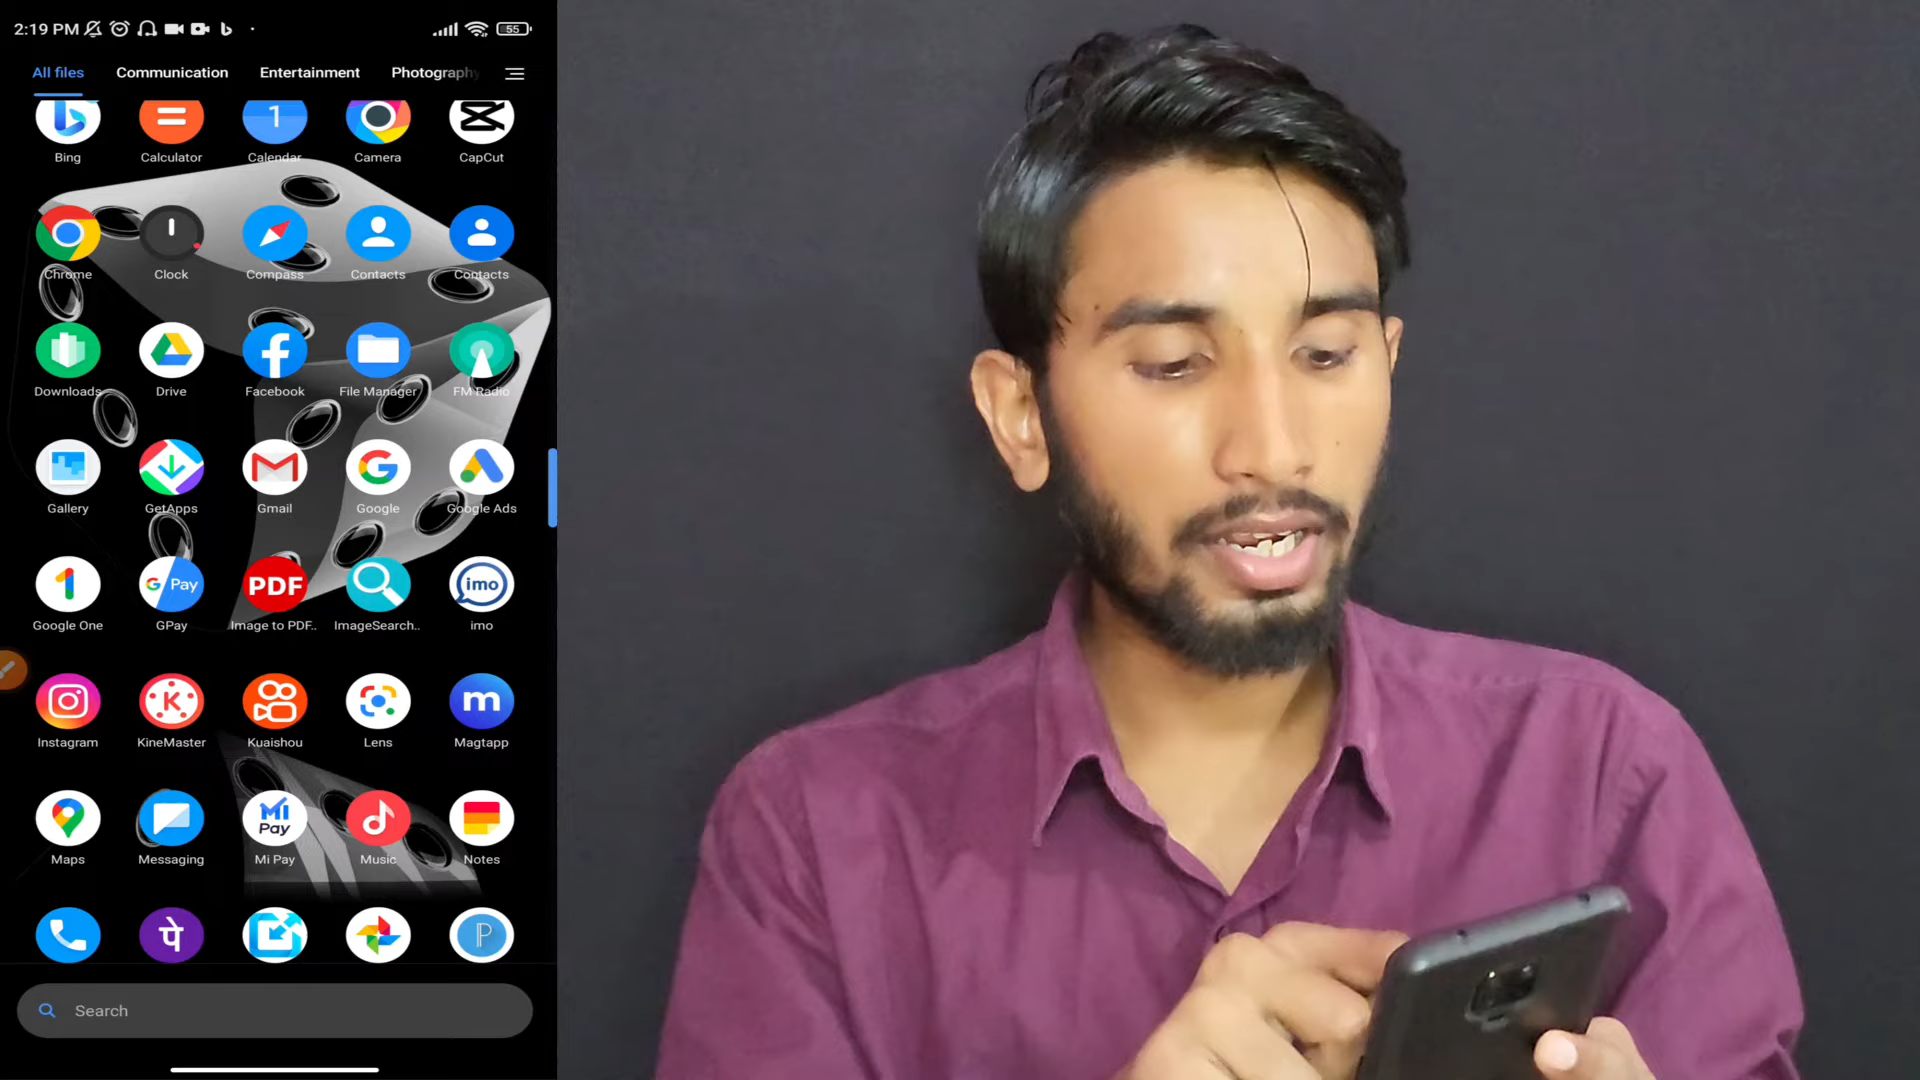 2:19 PM 55
All files Communication Entertainment Photography
1
Bing Calculator Calendar Camera CapCut
Chrome Clock Compass Contacts Contacts
Downloads Drive Facebook File Manager FM Radio
Gallery GetApps Gmail Google Google Ads
1 G Pay PDF imo
Google One GPay Image to PDF.. ImageSearch.. imo
K m
Instagram KineMaster Kuaishou Lens Magtapp
Mi Pay
Maps Messaging Mi Pay Music Notes
पे P
Search